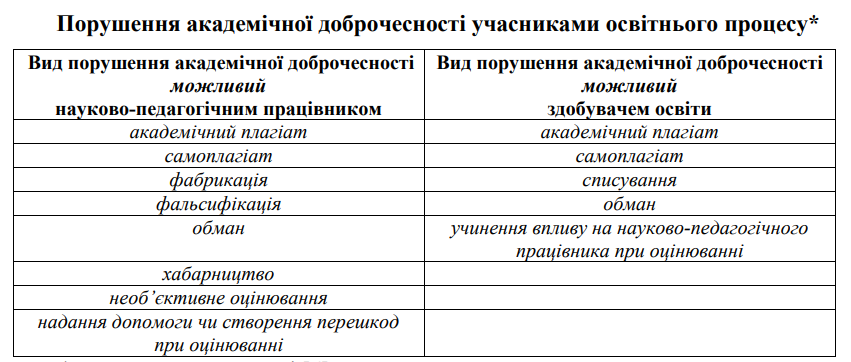 Порушення академічної доброчесності учасниками освітнього процесу*
Вид порушення академічної доброчесності
можливий
науково-педагогічним працівником
Вид порушення академічної доброчесності
можливий
здобувачем освіти
академічний плагіат
академічний плагіат
самоплагіат
самоплагіат
фабрикація
списування
фальсифікація
обман
обман
учинення впливу на науково-педагогічного
працівника при оцінюванні
хабарництво
необ’єктивне оцінювання
надання допомоги чи створення перешкод
при оцінюванні